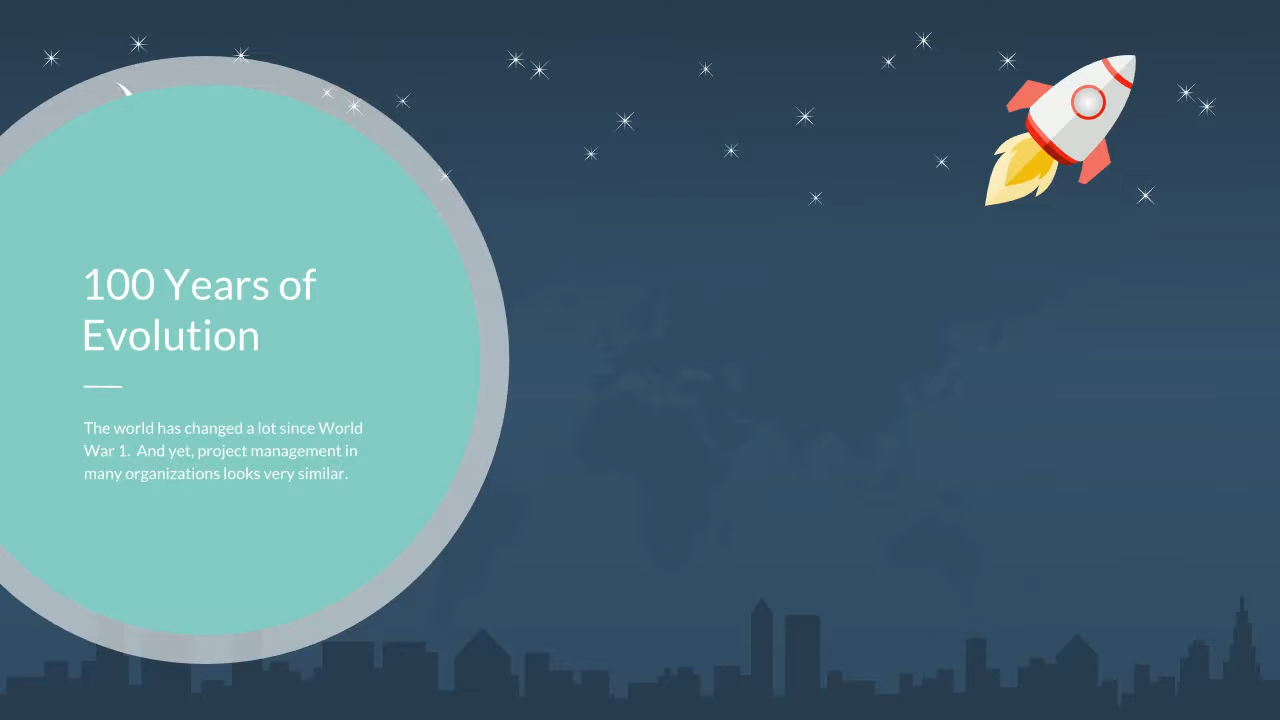 100 Years of
Evolution
The world has changed a lot since World
War 1.  And yet, project management in
many organizations looks very similar.